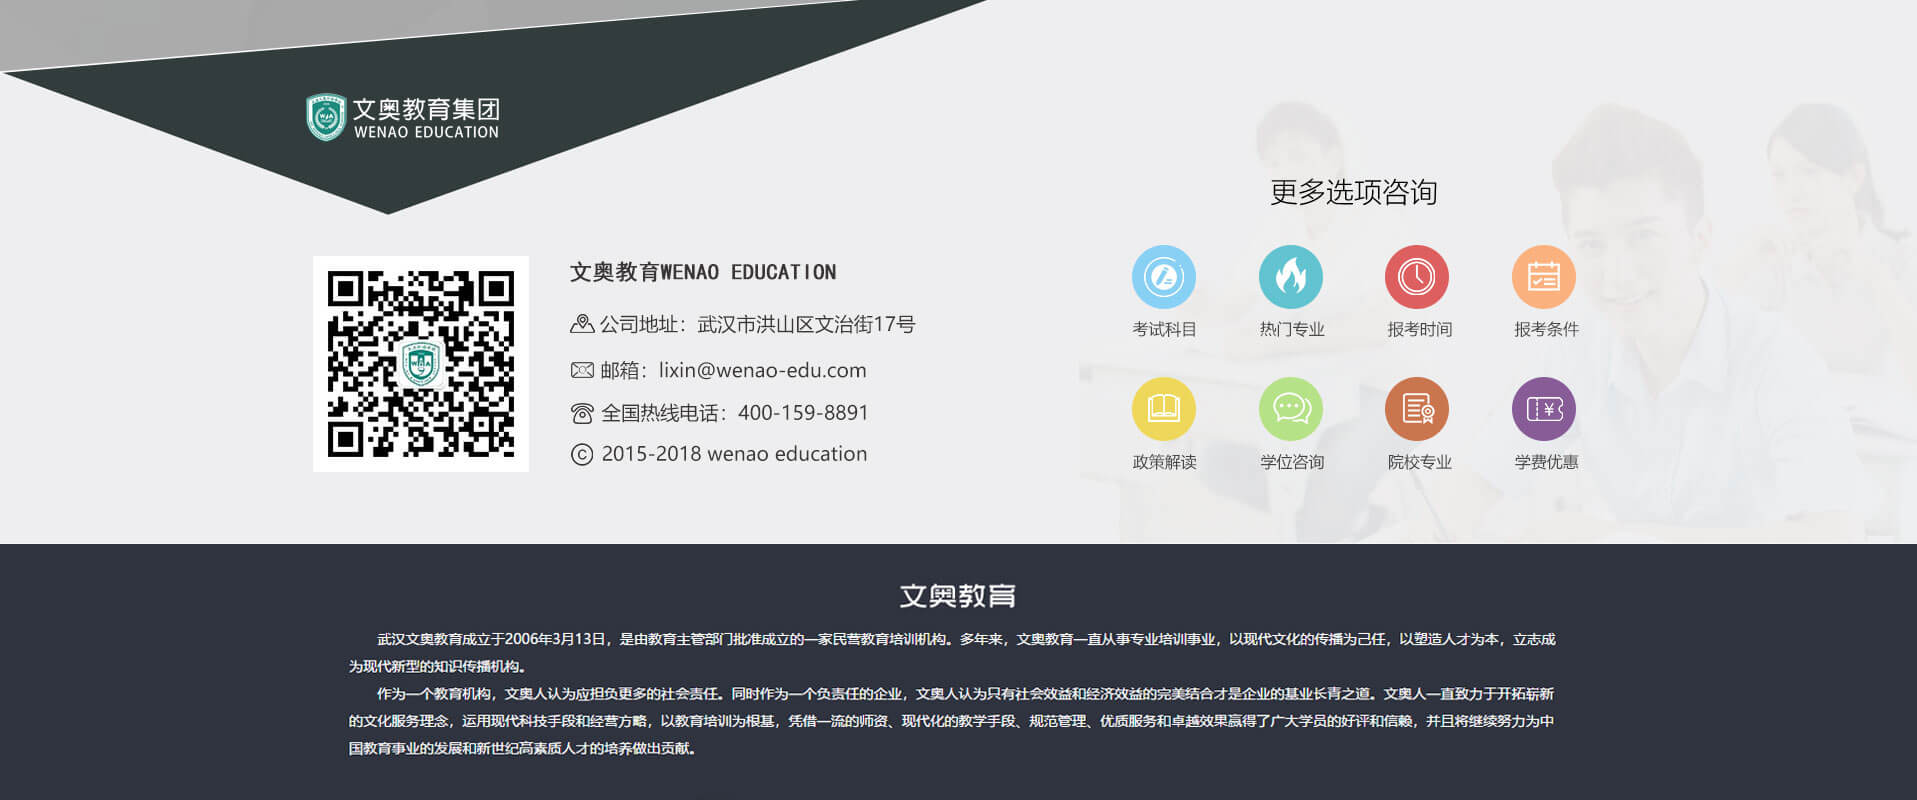 文奥教育集团
WENAO EDUCATION
更多选项咨询
文奥教育WENAO EDUCATION
公司地址：武汉市洪山区文治街17号
邮箱：lixin@wenao-edu.com
全国热线电话：400-159-8891
© 2015-2018 wenao education
考试科目 热门专业 报考时间 报考条件
政策解读 学位咨询 院校专业 学费优惠
文奥教育
武汉文奥教育成立于2006年3月13日，是由教育主管部门批准成立的一家民营教育培训机构。多年来，文奥教育一直从事专业培训事业，以现代文化的传播为己任，以塑造人才为本，立志成
为现代新型的知识传播机构。
作为一个教育机构，文奥人认为应担负更多的社会责任。同时作为一个负责任的企业，文奥人认为只有社会效益和经济效益的完美结合才是企业的基业长青之道。文奥人一直致力于开拓崭新
的文化服务理念，运用现代科技手段和经营方略，以教育培训为根基，凭借一流的师资、现代化的教学手段、规范管理、优质服务和卓越效果赢得了广大学员的好评和信赖，并且将继续努力为中
国教育事业的发展和新世纪高素质人才的培养做出贡献。